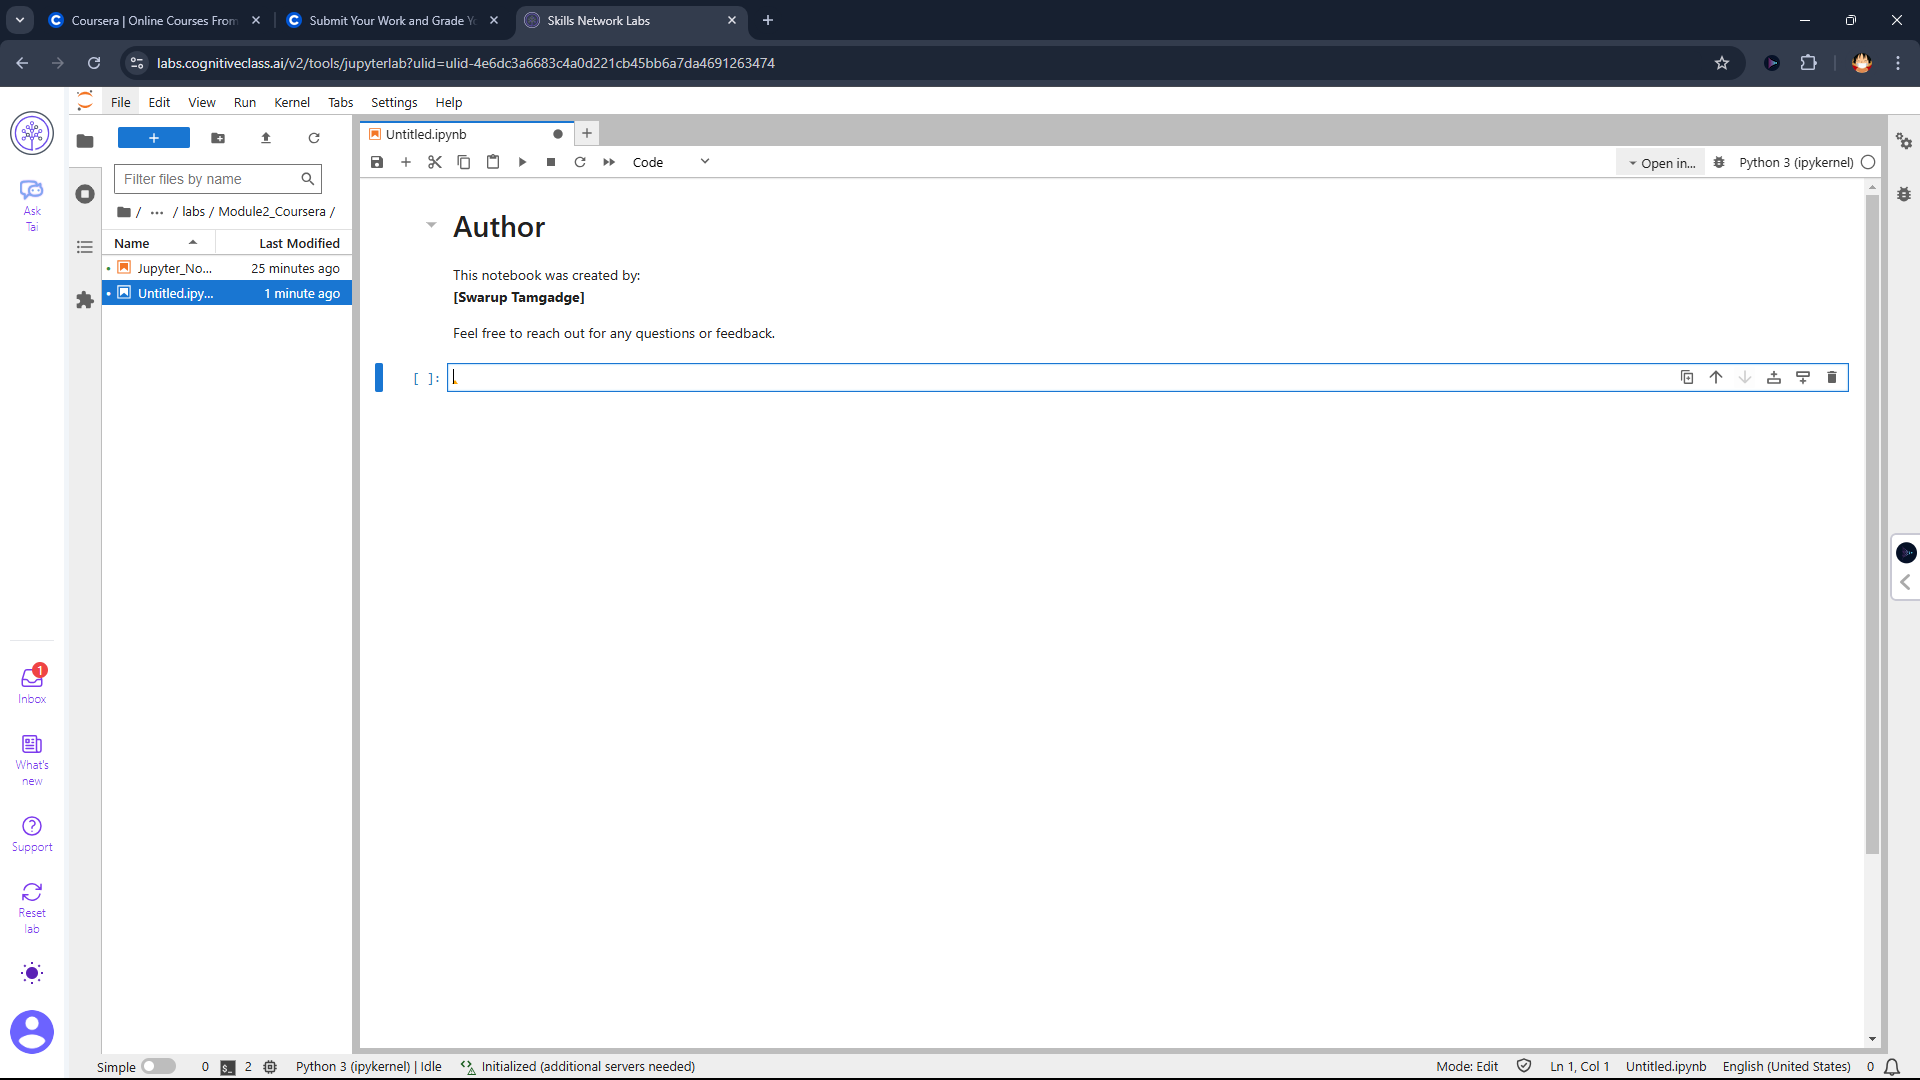 Coursera | Online Courses From
Submit Your Work and Grade Yo
Skills Network Labs
labs.cognitiveclass.ai/v2/tools/jupyterlab?ulid=ulid-4e6dc3a6683c4a0d221cb45bb6a7da4691263474
File Edit View Run Kernel Tabs Settings Help
Ask
Tai
Filter files by name
/ ... / labs / Module2_Coursera /
Name Last Modified
Jupyter_No... 25 minutes ago
Untitled.ipy... 1 minute ago
Untitled.ipynb
Code
Open in...
Python 3 (ipykernel)
Author
This notebook was created by:
[Swarup Tamgadge]
Feel free to reach out for any questions or feedback.
[ ]:
1
Inbox
What's
new
Support
Reset
lab
Simple 0 $_ 2 Python 3 (ipykernel) | Idle Initialized (additional servers needed) Mode: Edit Ln 1, Col 1 Untitled.ipynb English (United States) 0